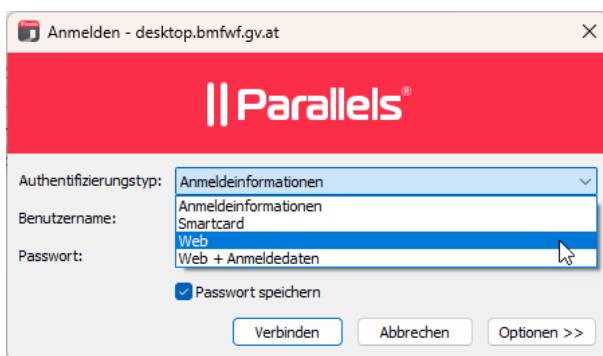 Anmelden - desktop.bmfwf.gv.at
Parallels®
Authentifizierungstyp: Anmeldeinformationen
Anmeldeinformationen
Benutzername: Smartcard
Web
Passwort: Web + Anmeldedaten
Passwort speichern
Verbinden Abbrechen Optionen >>